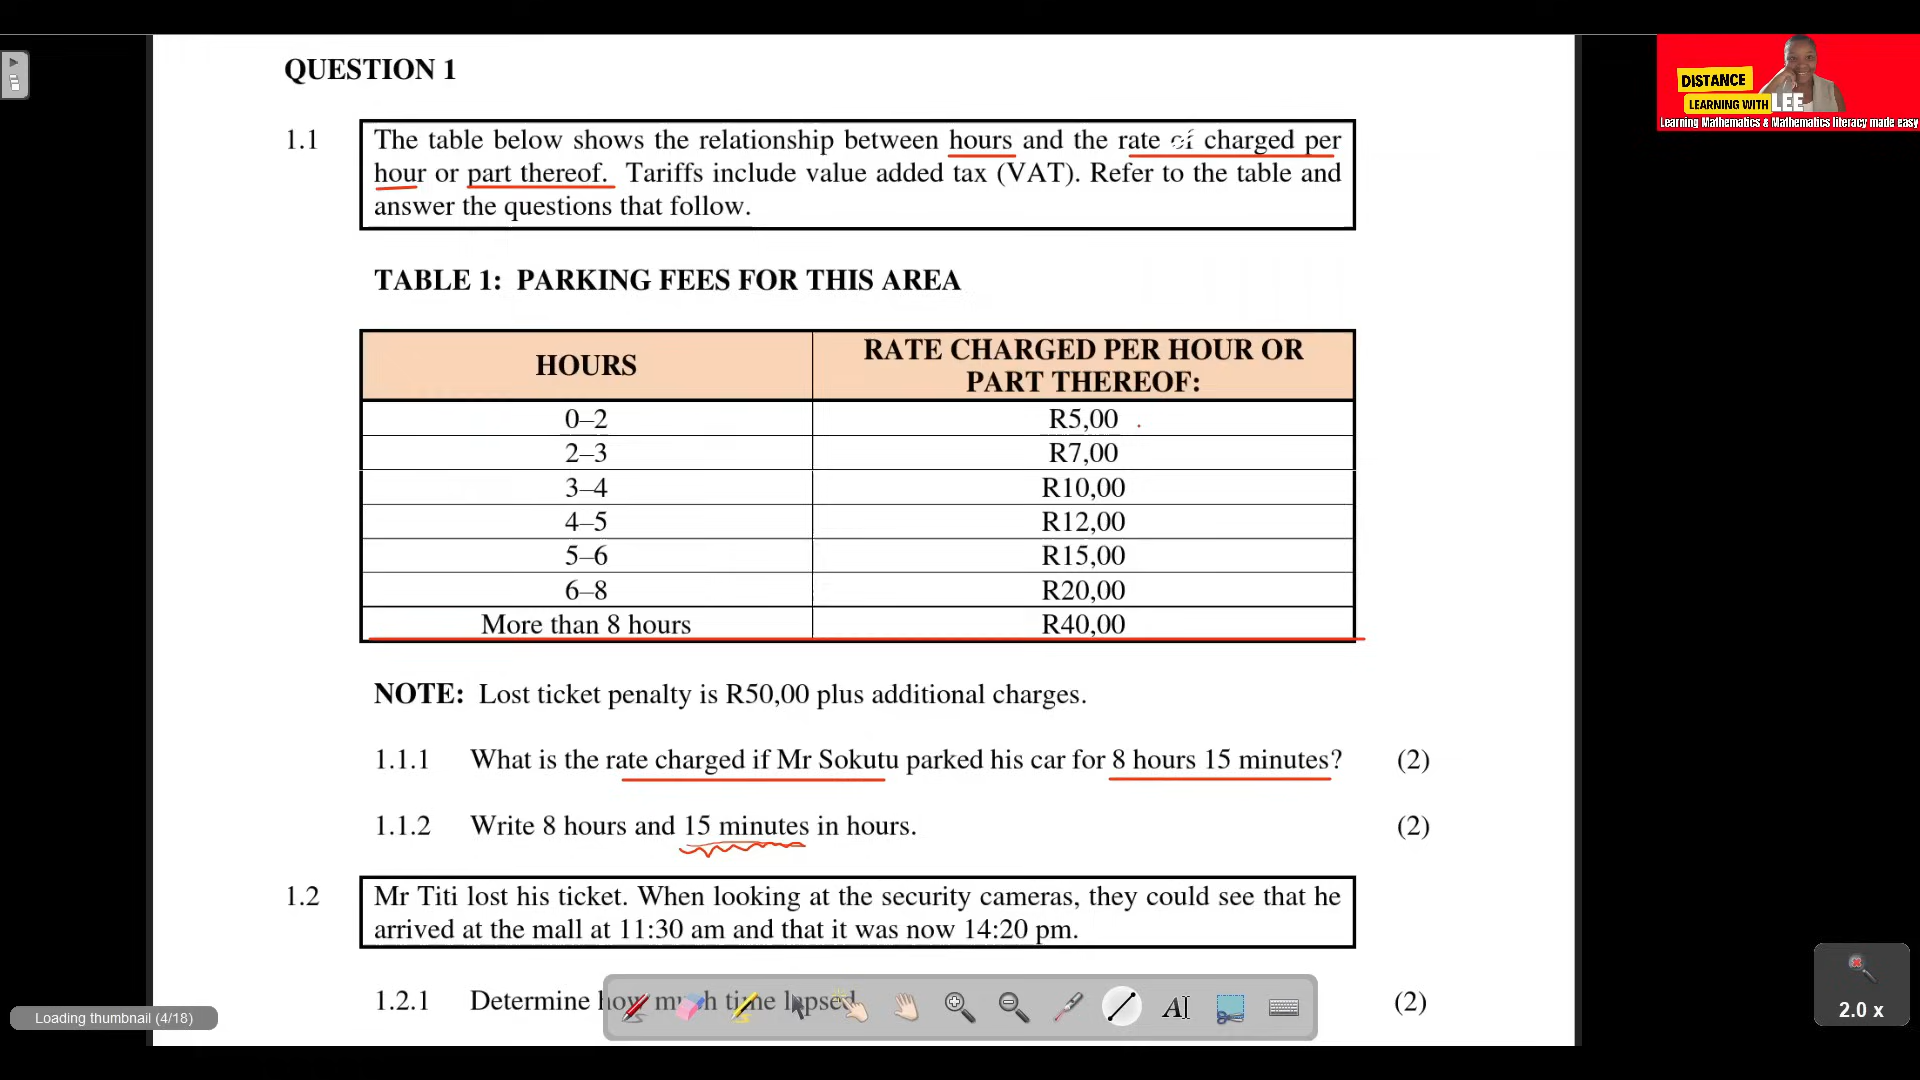 DISTANCE
LEARNING WITH LEE
Learning Mathematics & Mathematics literacy made easy
QUESTION 1
1.1 The table below shows the relationship between hours and the rate of charged per
hour or part thereof. Tariffs include value added tax (VAT). Refer to the table and
answer the questions that follow.
TABLE 1: PARKING FEES FOR THIS AREA
HOURS RATE CHARGED PER HOUR OR
PART THEREOF:
0–2 R5,00
2–3 R7,00
3–4 R10,00
4–5 R12,00
5–6 R15,00
6–8 R20,00
More than 8 hours R40,00
NOTE: Lost ticket penalty is R50,00 plus additional charges.
1.1.1 What is the rate charged if Mr Sokutu parked his car for 8 hours 15 minutes? (2)
1.1.2 Write 8 hours and 15 minutes in hours. (2)
1.2 Mr Titi lost his ticket. When looking at the security cameras, they could see that he
arrived at the mall at 11:30 am and that it was now 14:20 pm.
1.2.1 Determine how much time lapsed. (2)
AI
Loading thumbnail (4/18)
2.0 x